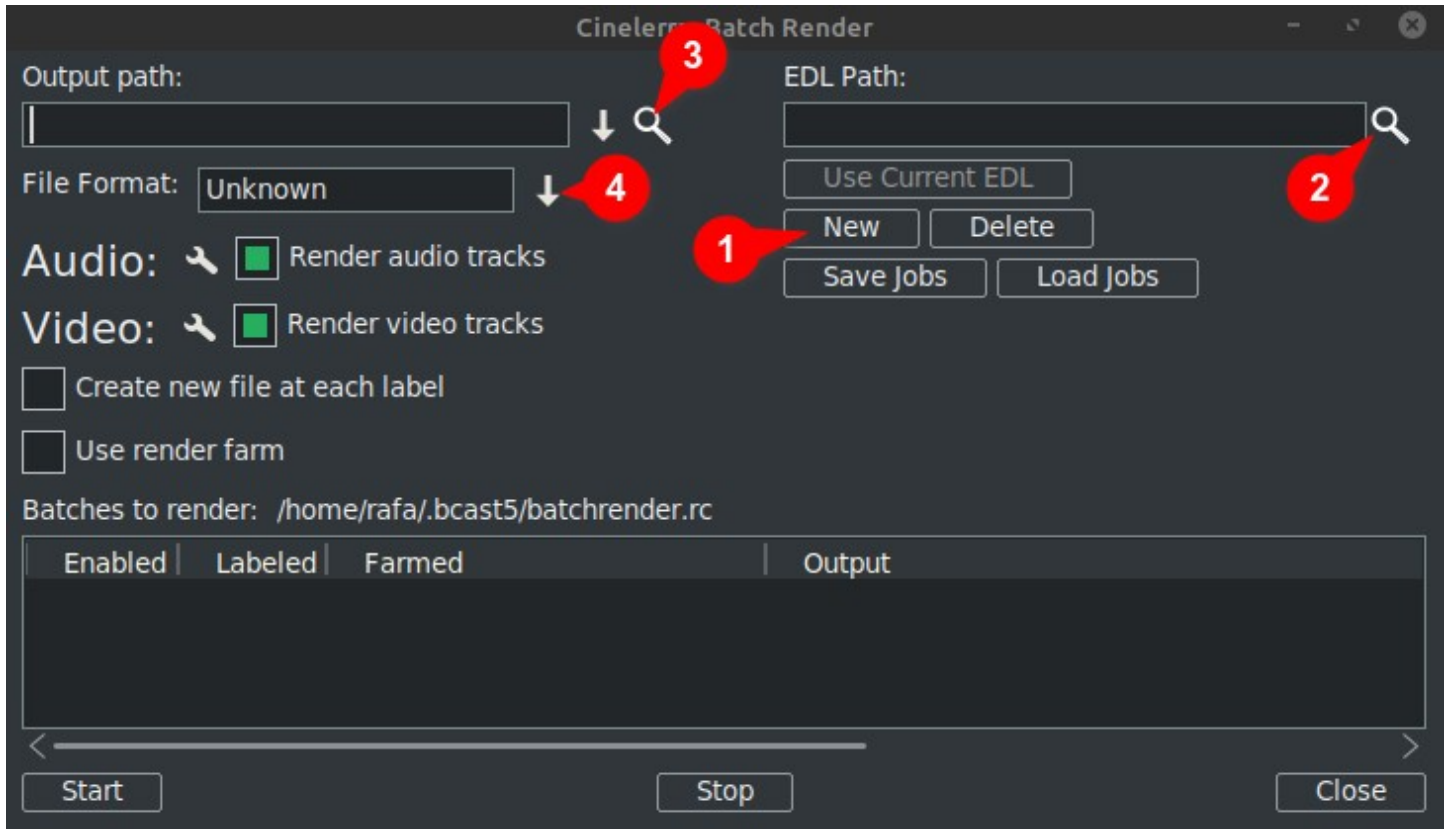 Cinelerra: Batch Render
3
Output path:
EDL Path:
2
File Format:
Unknown
4
Use Current EDL
1
New
Delete
Audio:
Render audio tracks
Save Jobs
Load Jobs
Video:
Render video tracks
Create new file at each label
Use render farm
Batches to render: /home/rafa/.bcast5/batchrender.rc
Enabled
Labeled
Farmed
Output
Start
Stop
Close